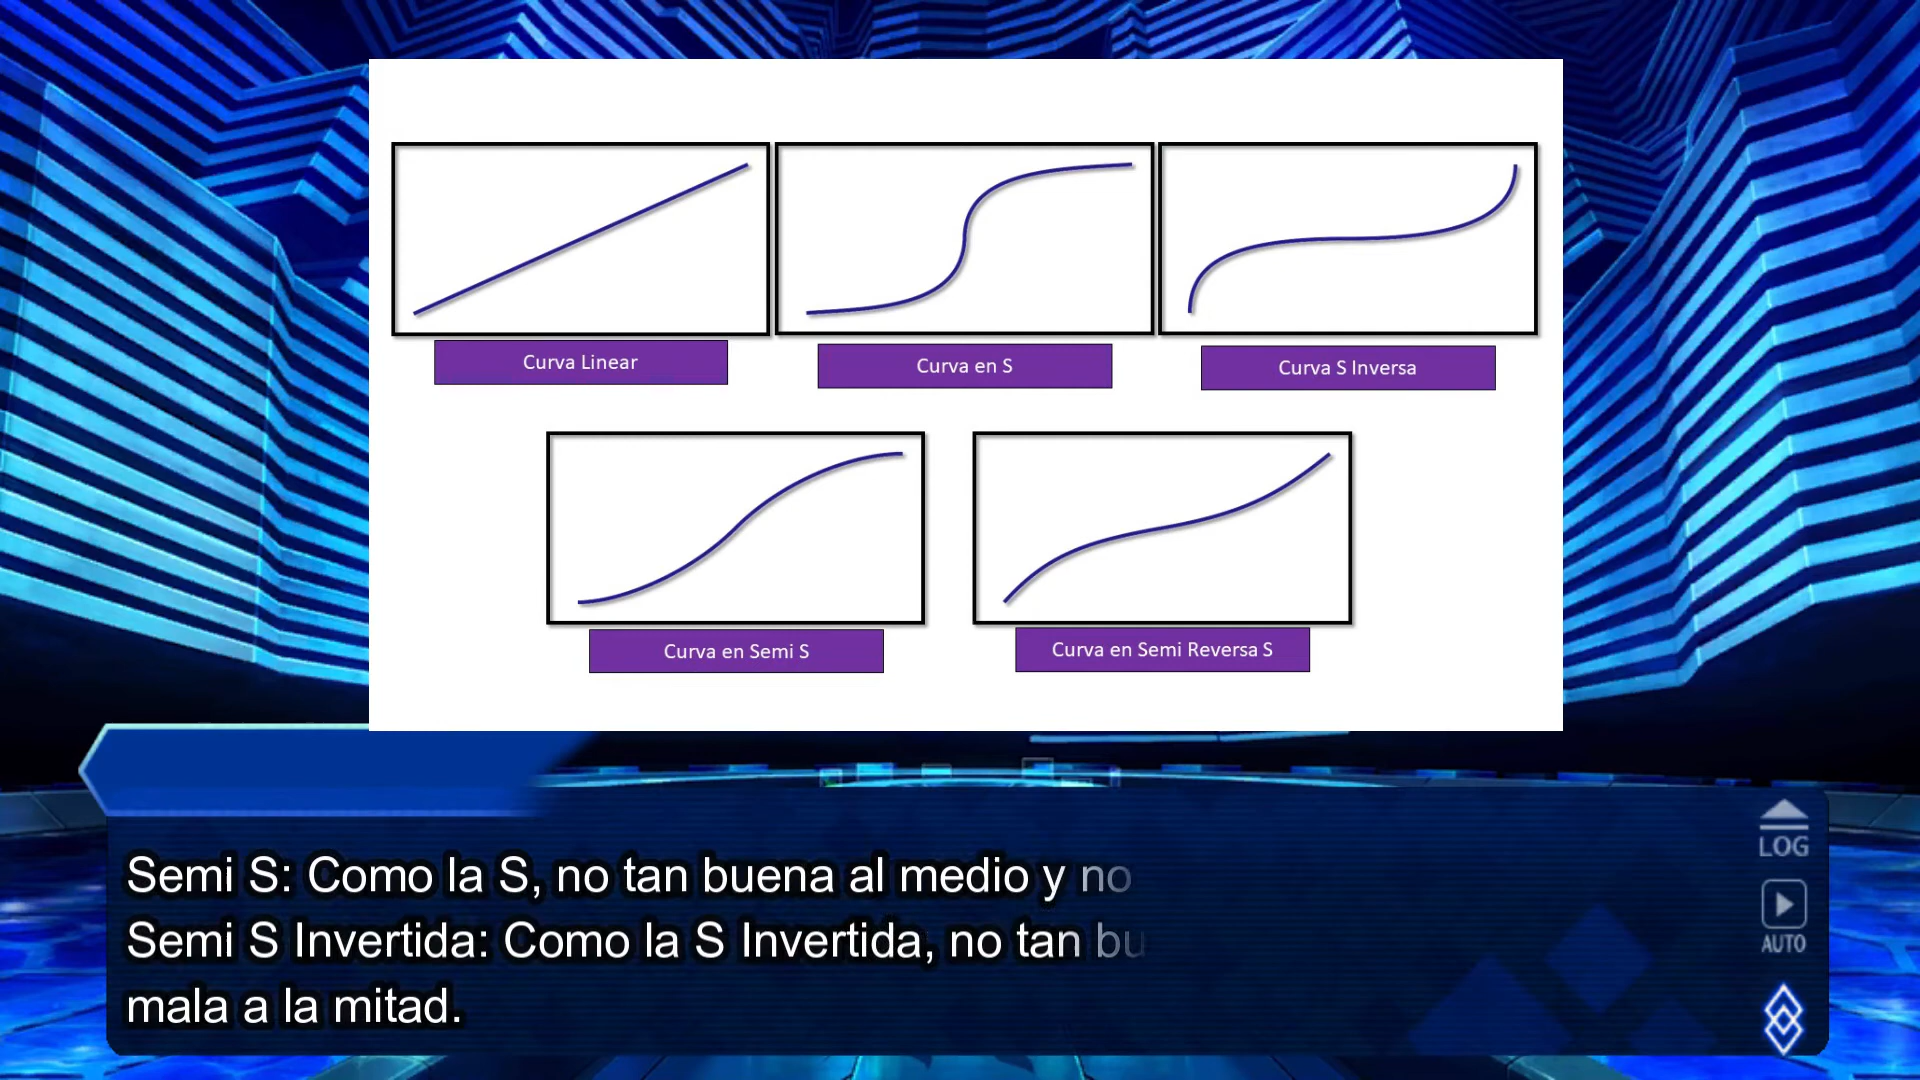 Curva Linear
Curva en S
Curva S Inversa
Curva en Semi S
Curva en Semi Reversa S
Semi S: Como la S, no tan buena al medio y no
Semi S Invertida: Como la S Invertida, no tan bu
mala a la mitad.
LOG
AUTO